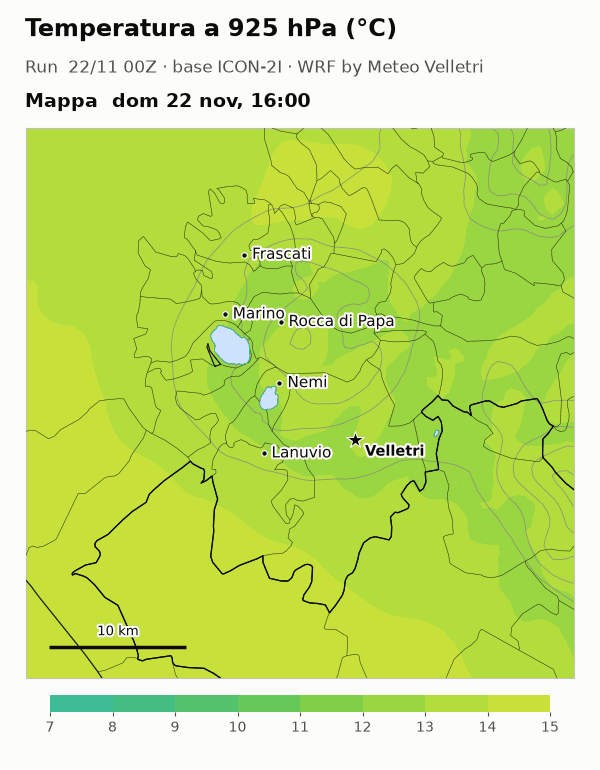 Temperatura a 925 hPa (°C)
Run  22/11 00Z · base ICON-2I · WRF by Meteo Velletri
Mappa  dom 22 nov, 16:00
Frascati
Marino
Rocca di Papa
Nemi
Velletri
Lanuvio
10 km
7 8 9 10 11 12 13 14 15